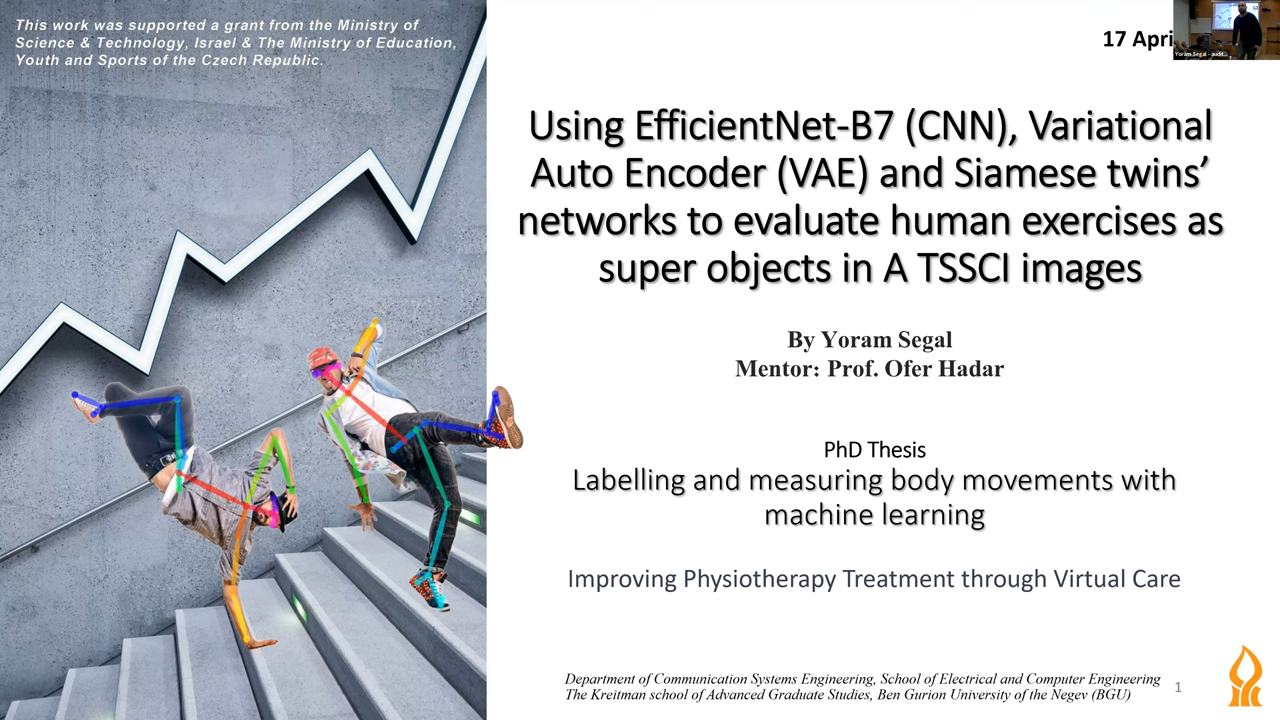 This work was supported a grant from the Ministry of
Science & Technology, Israel & The Ministry of Education,
Youth and Sports of the Czech Republic.
17 Apri
Yoram Segal - audit...
Using EfficientNet-B7 (CNN), Variational
Auto Encoder (VAE) and Siamese twins’
networks to evaluate human exercises as
super objects in A TSSCI images
By Yoram Segal
Mentor: Prof. Ofer Hadar
PhD Thesis
Labelling and measuring body movements with
machine learning
Improving Physiotherapy Treatment through Virtual Care
Department of Communication Systems Engineering, School of Electrical and Computer Engineering
The Kreitman school of Advanced Graduate Studies, Ben Gurion University of the Negev (BGU)
1